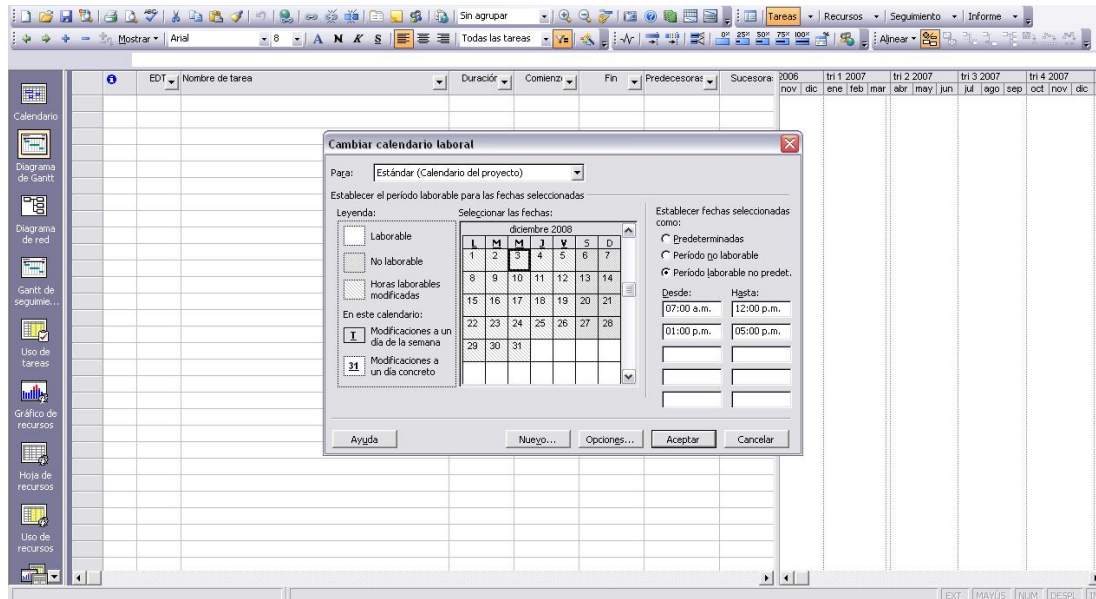 Sin agrupar
Tareas
Recursos
Seguimiento
Informe
Mostrar
Arial
8
A N K S
Todas las tareas
0% 25% 50% 75% 100%
Ajinear
EDT
Nombre de tarea
Duración
Comienzo
Fin
Predecesoras
Sucesora:
2006
tri 1 2007
tri 2 2007
tri 3 2007
tri 4 2007
nov dic ene feb mar abr may jun jul ago sep oct nov dic
Calendario
Diagrama
de Gantt
Diagrama
de red
Gantt de
seguimie...
Uso de
tareas
Gráfico de
recursos
Hoja de
recursos
Uso de
recursos
Cambiar calendario laboral
Para:
Estándar (Calendario del proyecto)
Establecer el período laborable para las fechas seleccionadas
Leyenda:
Laborable
No laborable
Horas laborables
modificadas
En este calendario:
I
Modificaciones a un
día de la semana
31
Modificaciones a
un día concreto
Seleccionar las fechas:
diciembre 2008
L M M J V S D
1 2 3 4 5 6 7
8 9 10 11 12 13 14
15 16 17 18 19 20 21
22 23 24 25 26 27 28
29 30 31
Establecer fechas seleccionadas
como:
Predeterminadas
Período no laborable
Período laborable no predet.
Desde:
Hasta:
07:00 a.m.
12:00 p.m.
01:00 p.m.
05:00 p.m.
Ayuda
Nuevo...
Opciones...
Aceptar
Cancelar
EXT MAYÚS NUM DESPL